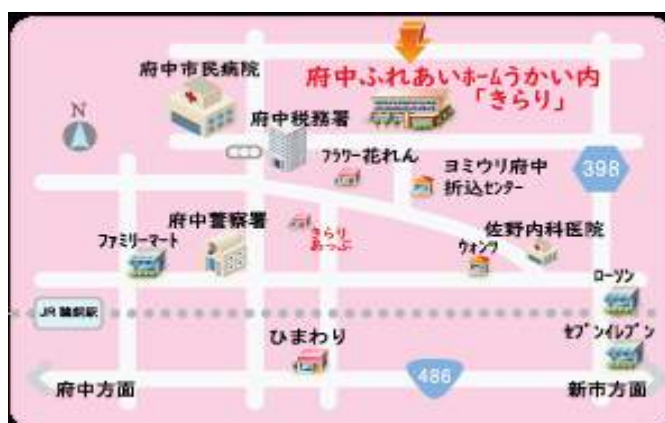 府中市民病院
府中ふれあいホームうかい内
「きらり」
N
府中税務署
フラワー花れん
ヨミウリ府中
折込センター
398
府中警察署
きらり
あっぷ
佐野内科医院
ファミリーマート
ウォンツ
ローソン
JR鵜飼駅
ひまわり
セブンイレブン
府中方面
486
新市方面